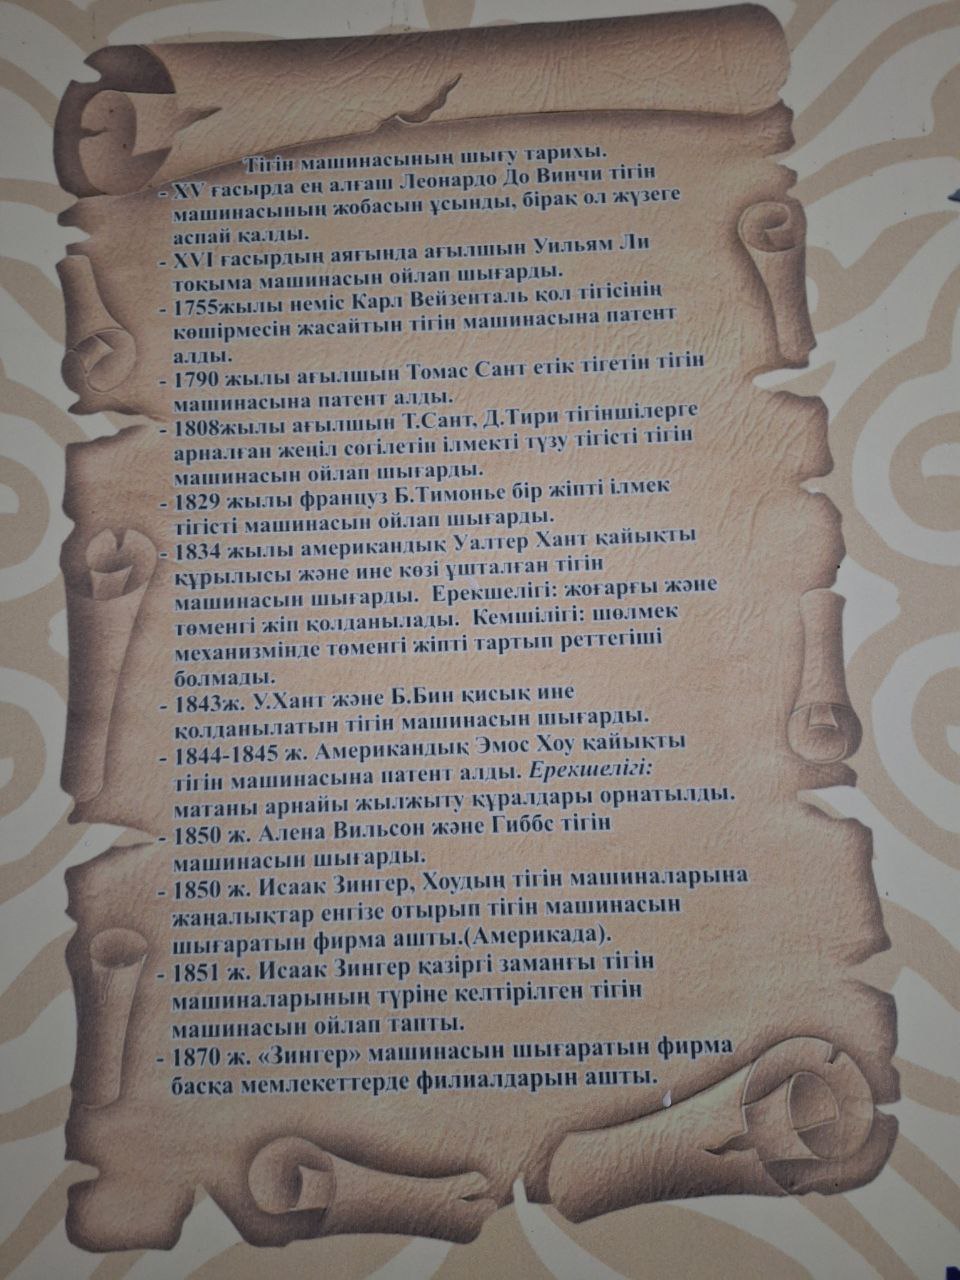 Тігін машинасының шығу тарихы.
- XV ғасырда ең алғаш Леонардо До Винчи тігін
машинасының жобасын ұсынды, бірақ ол жүзеге
аспай қалды.
- XVI ғасырдың аяғында ағылшын Уильям Ли
тоқыма машинасын ойлап шығарды.
- 1755жылы неміс Карл Вейзенталь қол тігісінің
көшірмесін жасайтын тігін машинасына патент
алды.
- 1790 жылы ағылшын Томас Сант етік тігетін тігін
машинасына патент алды.
- 1808жылы ағылшын Т.Сант, Д.Тири тігіншілерге
арналған жеңіл сөгілетін ілмекті түзу тігісті тігін
машинасын ойлап шығарды.
- 1829 жылы француз Б.Тимонье бір жіпті ілмек
тігісті машинасын ойлап шығарды.
- 1834 жылы американдық Уалтер Хант қайықты
құрылысы және ине көзі ұшталған тігін
машинасын шығарды. Ерекшелігі: жоғарғы және
төменгі жіп қолданылады. Кемшілігі: шөлмек
механизмінде төменгі жіпті тартып реттегіші
болмады.
- 1843ж. У.Хант және Б.Бин қисық ине
қолданылатын тігін машинасын шығарды.
- 1844-1845 ж. Американдық Эмос Хоу қайықты
тігін машинасына патент алды. Ерекшелігі:
матаны арнайы жылжыту құралдары орнатылды.
- 1850 ж. Алена Вильсон және Гиббс тігін
машинасын шығарды.
- 1850 ж. Исаак Зингер, Хоудың тігін машиналарына
жаңалықтар енгізе отырып тігін машинасын
шығаратын фирма ашты.(Америкада).
- 1851 ж. Исаак Зингер қазіргі заманғы тігін
машиналарының түріне келтірілген тігін
машинасын ойлап тапты.
- 1870 ж. «Зингер» машинасын шығаратын фирма
басқа мемлекеттерде филиалдарын ашты.